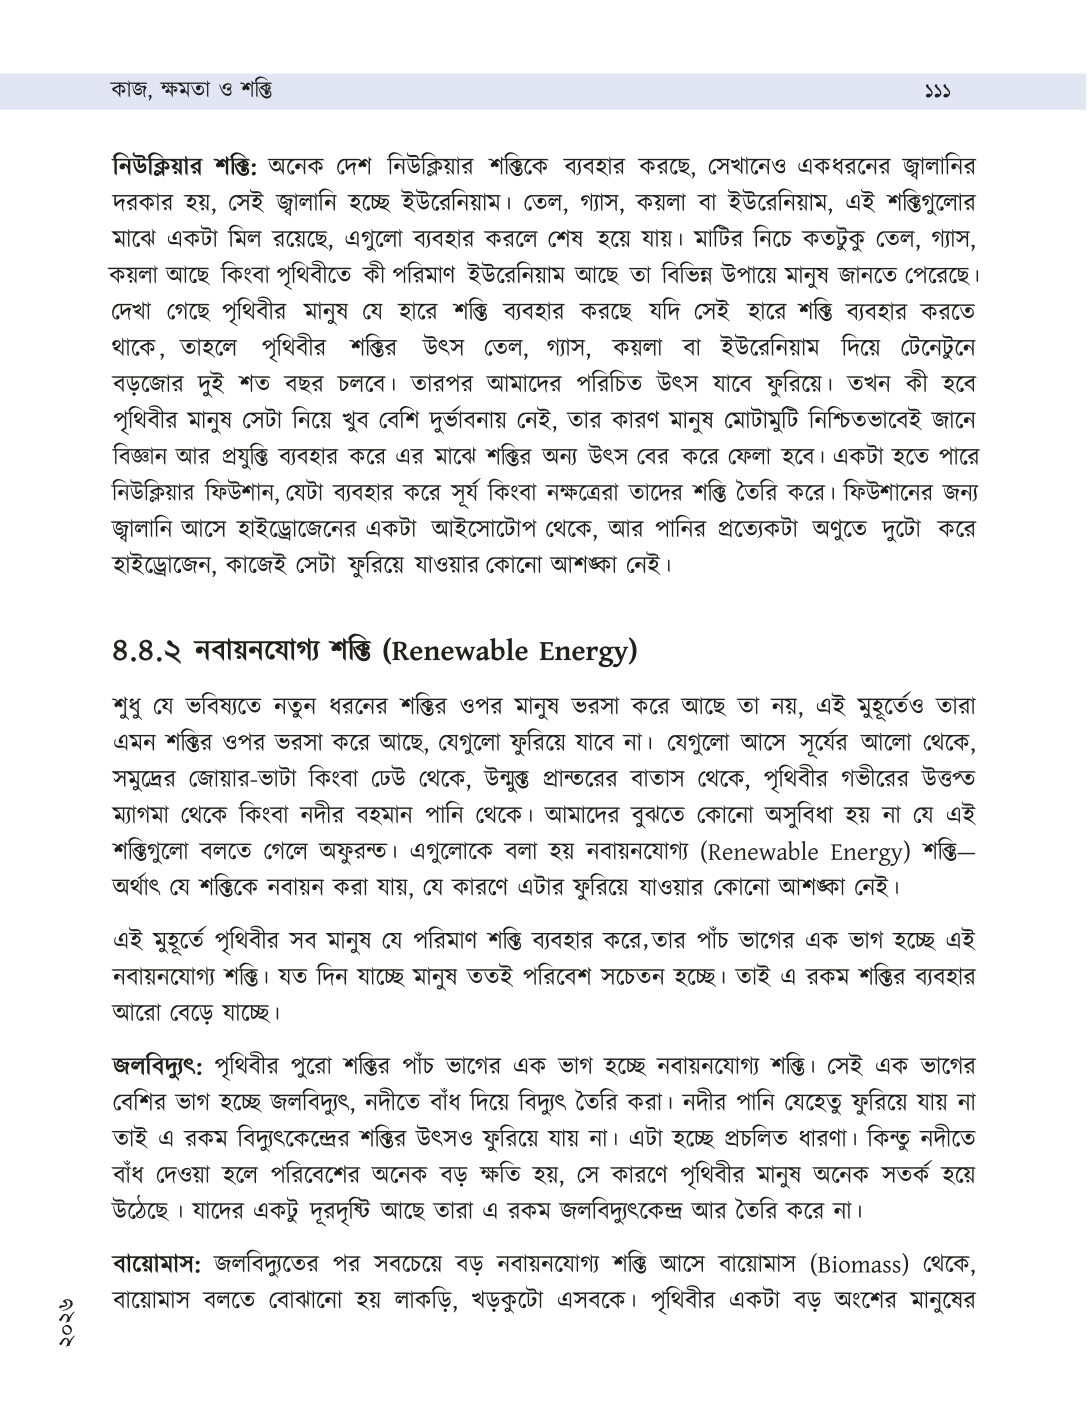 কাজ, ক্ষমতা ও শক্তি ১১১
নিউক্লিয়ার শক্তি: অনেক দেশ নিউক্লিয়ার শক্তিকে ব্যবহার করছে, সেখানেও একধরনের জ্বালানির
দরকার হয়, সেই জ্বালানি হচ্ছে ইউরেনিয়াম। তেল, গ্যাস, কয়লা বা ইউরেনিয়াম, এই শক্তিগুলোর
মাঝে একটা মিল রয়েছে, এগুলো ব্যবহার করলে শেষ হয়ে যায়। মাটির নিচে কতটুকু তেল, গ্যাস,
কয়লা আছে কিংবা পৃথিবীতে কী পরিমাণ ইউরেনিয়াম আছে তা বিভিন্ন উপায়ে মানুষ জানতে পেরেছে।
দেখা গেছে পৃথিবীর মানুষ যে হারে শক্তি ব্যবহার করছে যদি সেই হারে শক্তি ব্যবহার করতে
থাকে, তাহলে পৃথিবীর শক্তির উৎস তেল, গ্যাস, কয়লা বা ইউরেনিয়াম দিয়ে টেনেটুনে
বড়জোর দুই শত বছর চলবে। তারপর আমাদের পরিচিত উৎস যাবে ফুরিয়ে। তখন কী হবে
পৃথিবীর মানুষ সেটা নিয়ে খুব বেশি দুর্ভাবনায় নেই, তার কারণ মানুষ মোটামুটি নিশ্চিতভাবেই জানে
বিজ্ঞান আর প্রযুক্তি ব্যবহার করে এর মাঝে শক্তির অন্য উৎস বের করে ফেলা হবে। একটা হতে পারে
নিউক্লিয়ার ফিউশান, যেটা ব্যবহার করে সূর্য কিংবা নক্ষত্রেরা তাদের শক্তি তৈরি করে। ফিউশানের জন্য
জ্বালানি আসে হাইড্রোজেনের একটা আইসোটোপ থেকে, আর পানির প্রত্যেকটা অণুতে দুটো করে
হাইড্রোজেন, কাজেই সেটা ফুরিয়ে যাওয়ার কোনো আশঙ্কা নেই।
৪.৪.২ নবায়নযোগ্য শক্তি (Renewable Energy)
শুধু যে ভবিষ্যতে নতুন ধরনের শক্তির ওপর মানুষ ভরসা করে আছে তা নয়, এই মুহূর্তেও তারা
এমন শক্তির ওপর ভরসা করে আছে, যেগুলো ফুরিয়ে যাবে না। যেগুলো আসে সূর্যের আলো থেকে,
সমুদ্রের জোয়ার-ভাটা কিংবা ঢেউ থেকে, উন্মুক্ত প্রান্তরের বাতাস থেকে, পৃথিবীর গভীরের উত্তপ্ত
ম্যাগমা থেকে কিংবা নদীর বহমান পানি থেকে। আমাদের বুঝতে কোনো অসুবিধা হয় না যে এই
শক্তিগুলো বলতে গেলে অফুরন্ত। এগুলোকে বলা হয় নবায়নযোগ্য (Renewable Energy) শক্তি—
অর্থাৎ যে শক্তিকে নবায়ন করা যায়, যে কারণে এটার ফুরিয়ে যাওয়ার কোনো আশঙ্কা নেই।
এই মুহূর্তে পৃথিবীর সব মানুষ যে পরিমাণ শক্তি ব্যবহার করে,তার পাঁচ ভাগের এক ভাগ হচ্ছে এই
নবায়নযোগ্য শক্তি। যত দিন যাচ্ছে মানুষ ততই পরিবেশ সচেতন হচ্ছে। তাই এ রকম শক্তির ব্যবহার
আরো বেড়ে যাচ্ছে।
জলবিদ্যুৎ: পৃথিবীর পুরো শক্তির পাঁচ ভাগের এক ভাগ হচ্ছে নবায়নযোগ্য শক্তি। সেই এক ভাগের
বেশির ভাগ হচ্ছে জলবিদ্যুৎ, নদীতে বাঁধ দিয়ে বিদ্যুৎ তৈরি করা। নদীর পানি যেহেতু ফুরিয়ে যায় না
তাই এ রকম বিদ্যুৎকেন্দ্রের শক্তির উৎসও ফুরিয়ে যায় না। এটা হচ্ছে প্রচলিত ধারণা। কিন্তু নদীতে
বাঁধ দেওয়া হলে পরিবেশের অনেক বড় ক্ষতি হয়, সে কারণে পৃথিবীর মানুষ অনেক সতর্ক হয়ে
উঠেছে । যাদের একটু দূরদৃষ্টি আছে তারা এ রকম জলবিদ্যুৎকেন্দ্র আর তৈরি করে না।
বায়োমাস: জলবিদ্যুতের পর সবচেয়ে বড় নবায়নযোগ্য শক্তি আসে বায়োমাস (Biomass) থেকে,
বায়োমাস বলতে বোঝানো হয় লাকড়ি, খড়কুটো এসবকে। পৃথিবীর একটা বড় অংশের মানুষের
২০২৬